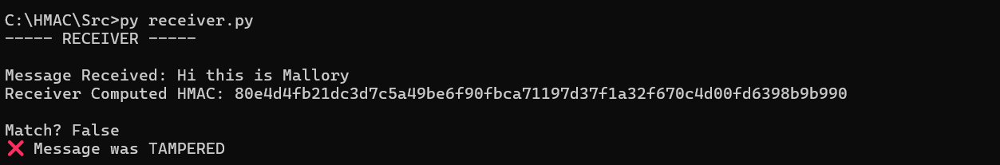 C:\HMAC\Src>py receiver.py
----- RECEIVER -----
Message Received: Hi this is Mallory
Receiver Computed HMAC: 80e4d4fb21dc3d7c5a49be6f90fbca71197d37f1a32f670c4d00fd6398b9b990
Match? False
❌ Message was TAMPERED